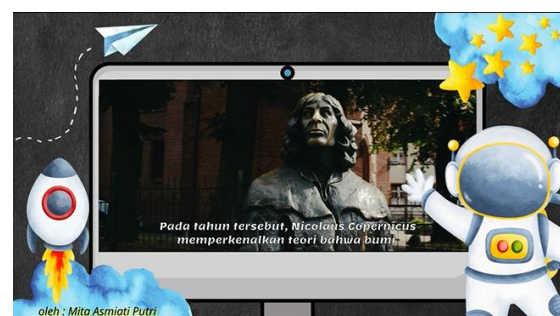 Pada tahun tersebut, Nicolaus Copernicus
memperkenalkan teori bahwa bumi
oleh : Mita Asmiati Putri